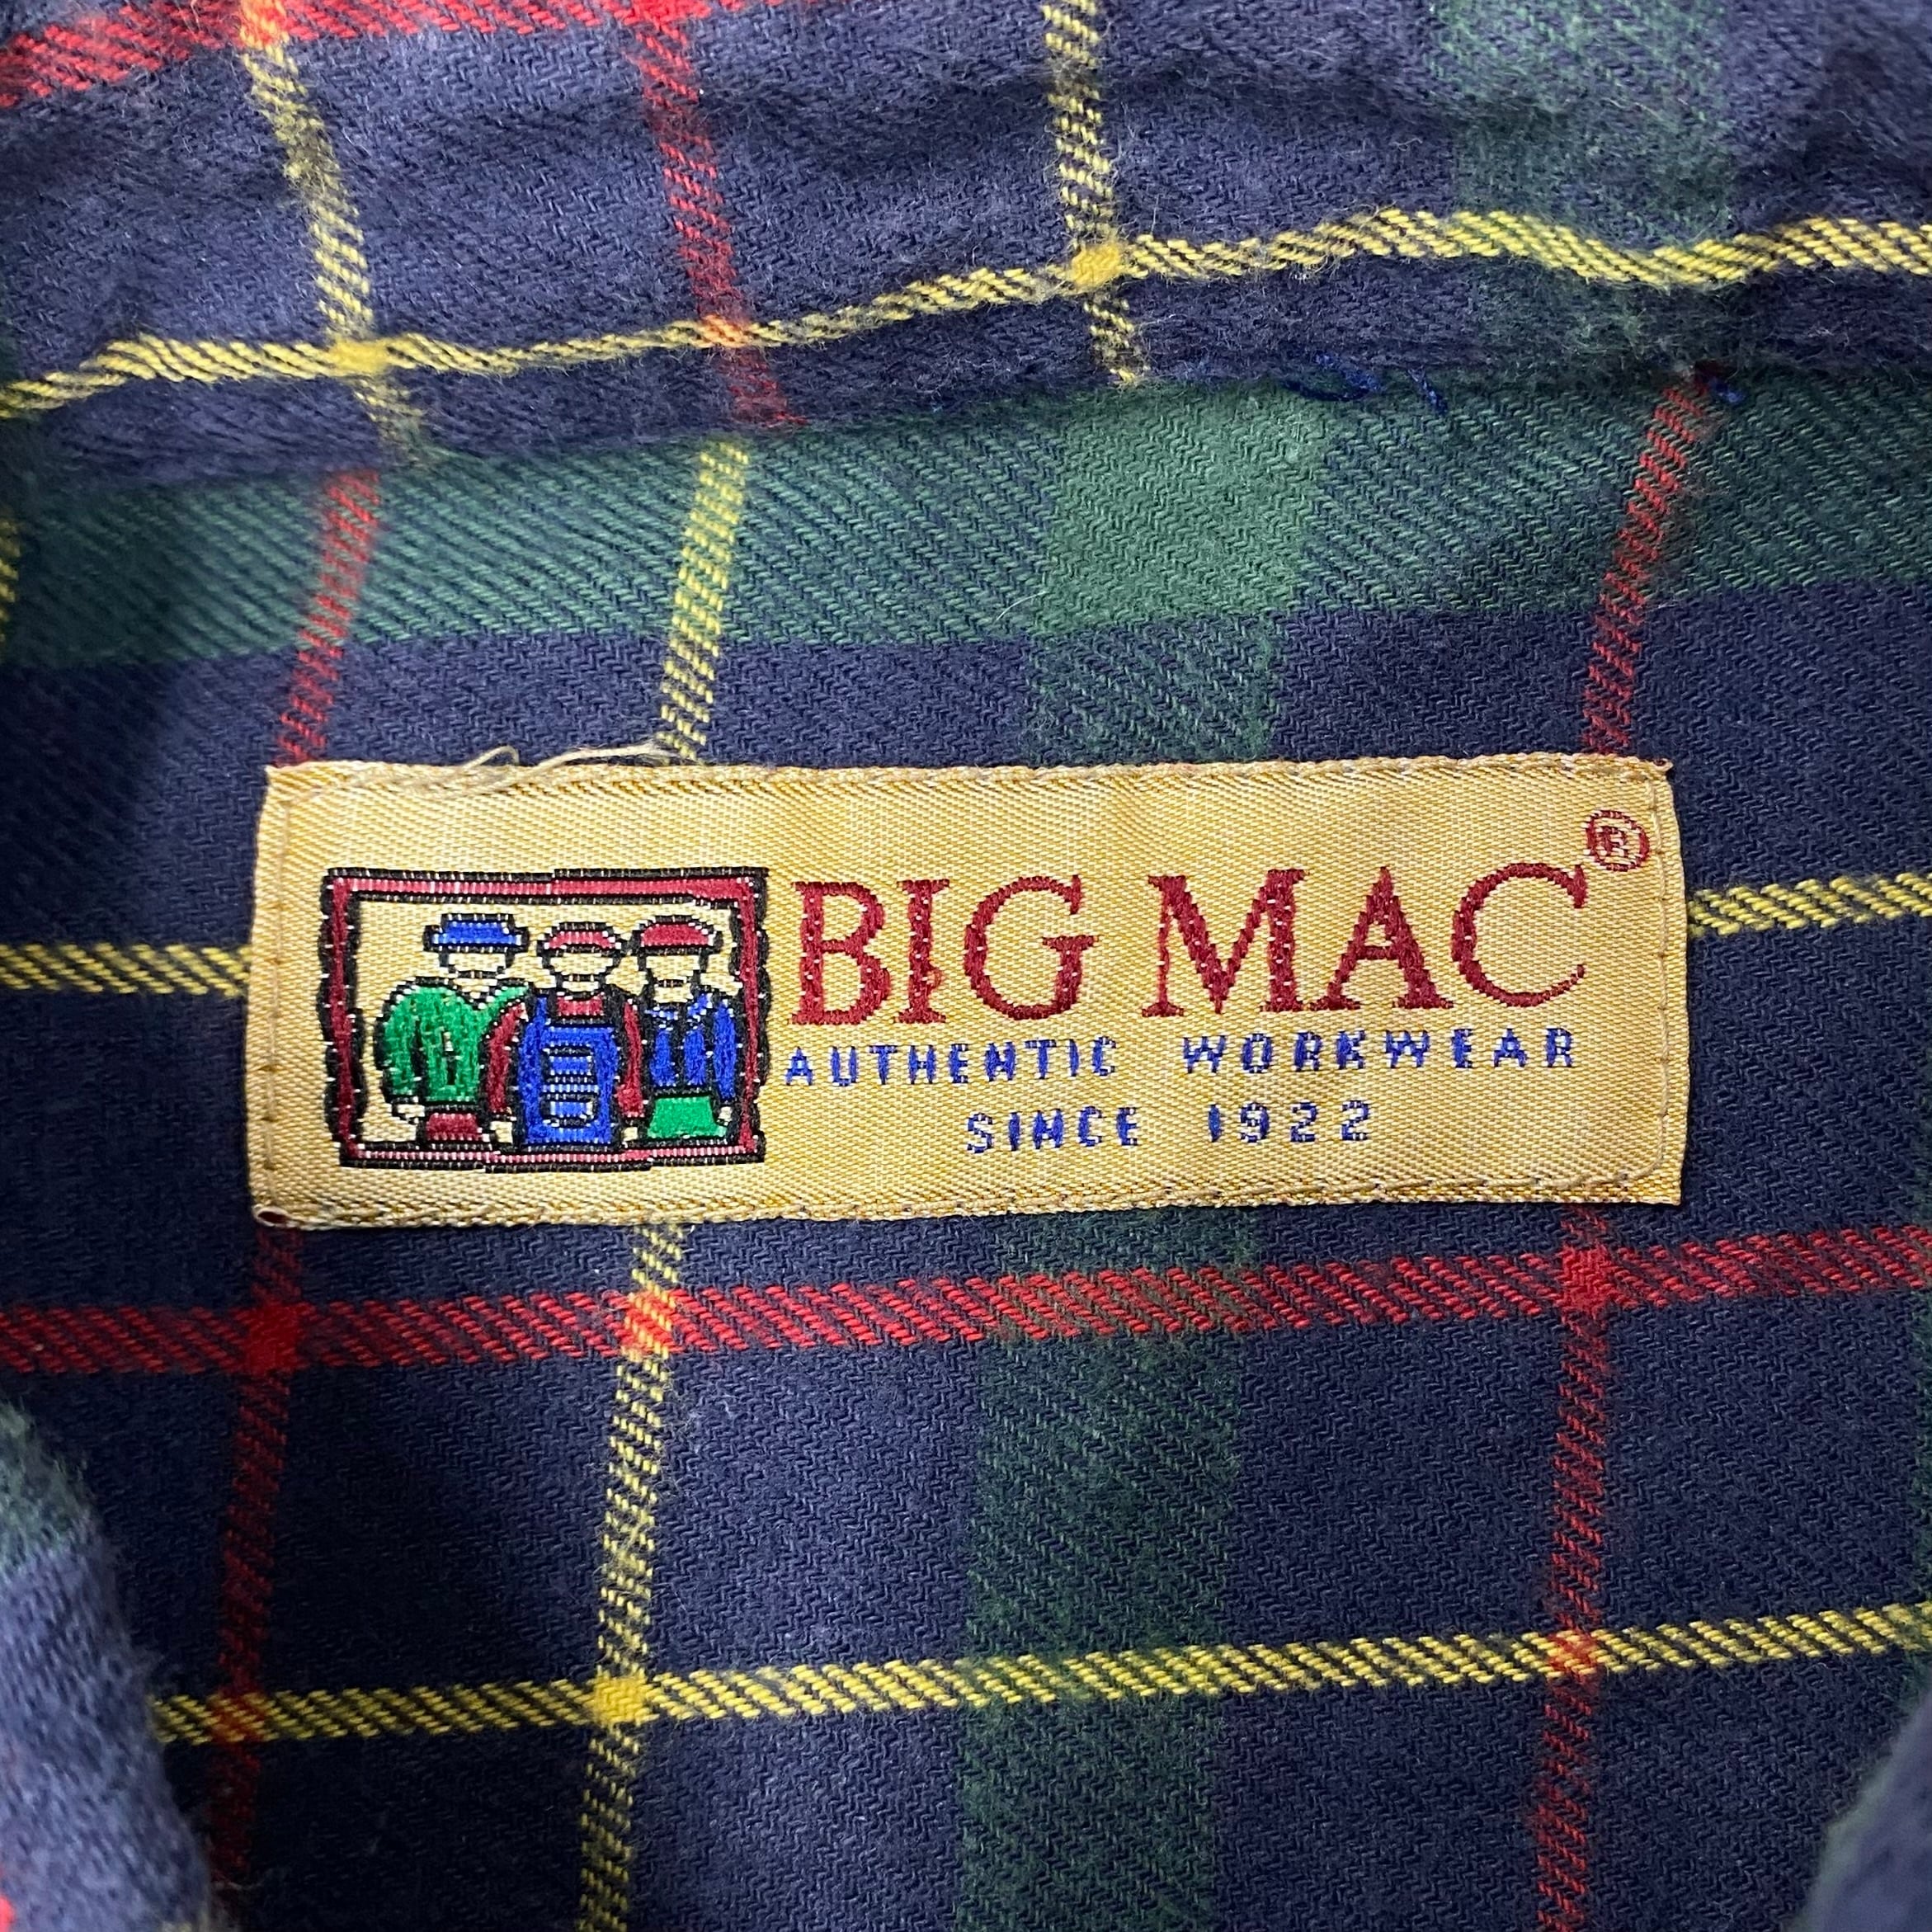 BIG MAC®
AUTHENTIC WORKWEAR
SINCE 1922